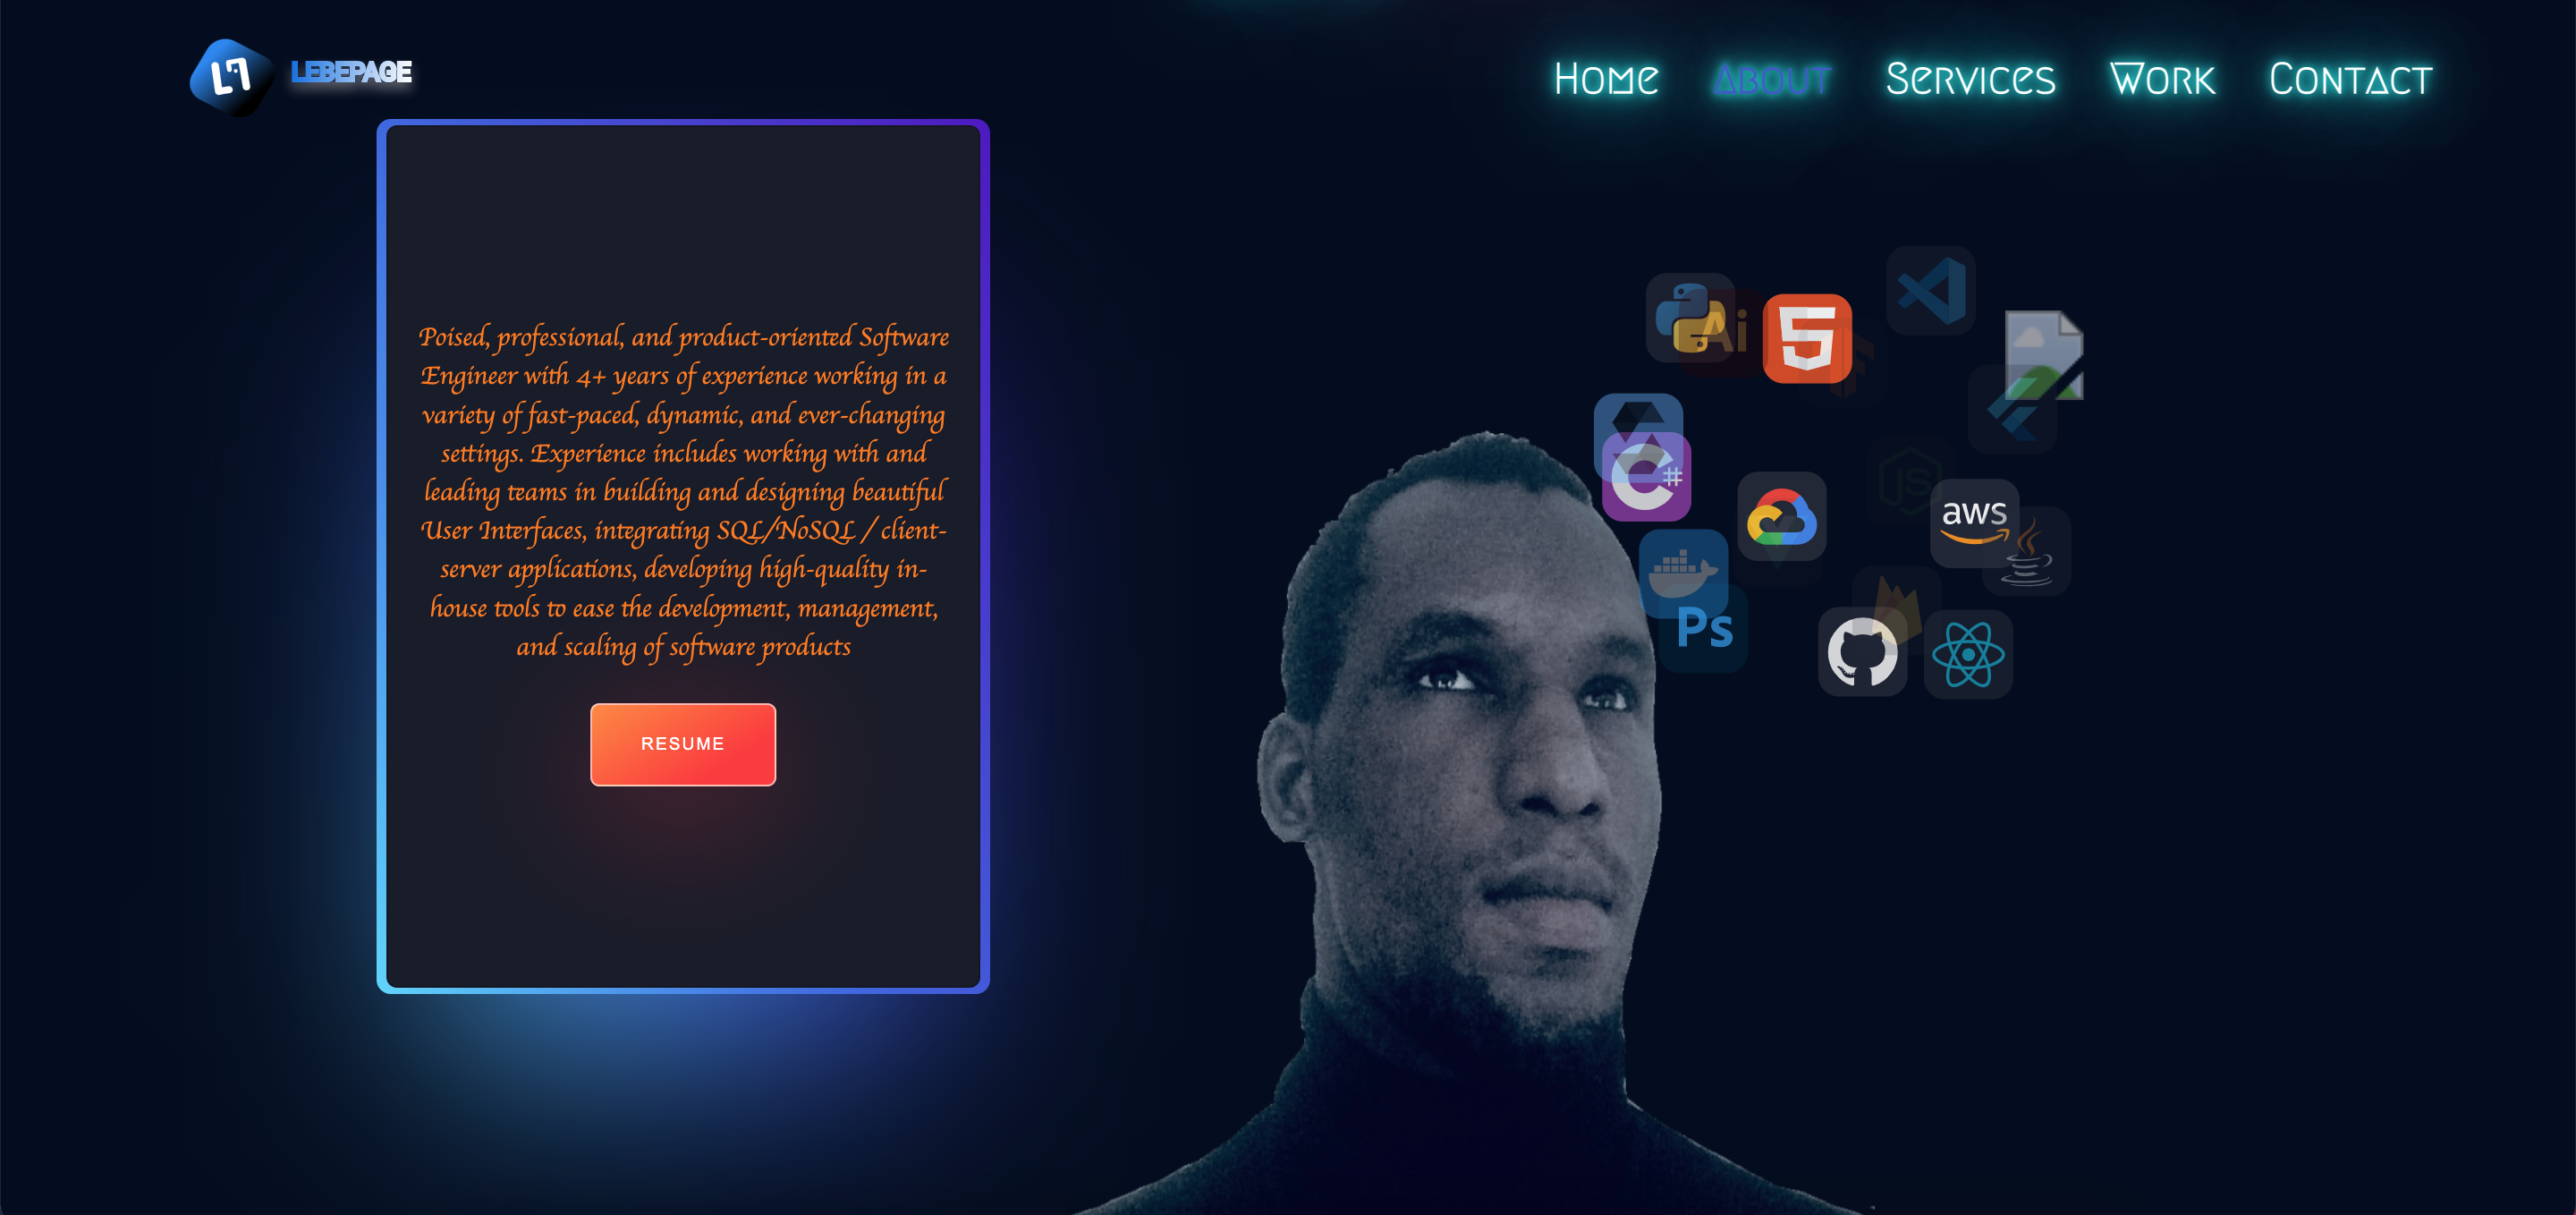 LEBEPAGE
Home About Services Work Contact
Poised, professional, and product-oriented Software
Engineer with 4+ years of experience working in a
variety of fast-paced, dynamic, and ever-changing
settings. Experience includes working with and
leading teams in building and designing beautiful
User Interfaces, integrating SQL/NoSQL / client-
server applications, developing high-quality in-
house tools to ease the development, management,
and scaling of software products
RESUME
Ai
5
C#
JS
aws
Ps